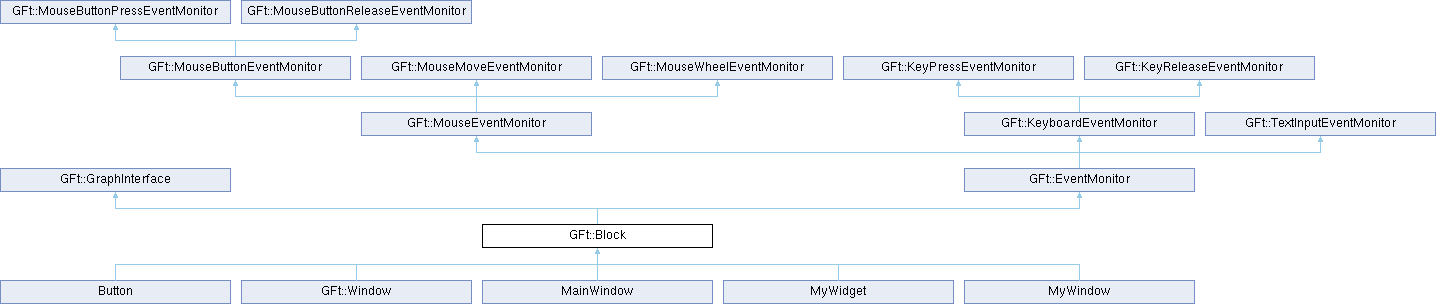 GFt::MouseButtonPressEventMonitor
GFt::MouseButtonReleaseEventMonitor
GFt::MouseButtonEventMonitor
GFt::MouseMoveEventMonitor
GFt::MouseWheelEventMonitor
GFt::KeyPressEventMonitor
GFt::KeyReleaseEventMonitor
GFt::MouseEventMonitor
GFt::KeyboardEventMonitor
GFt::TextInputEventMonitor
GFt::GraphInterface
GFt::EventMonitor
GFt::Block
Button
GFt::Window
MainWindow
MyWidget
MyWindow